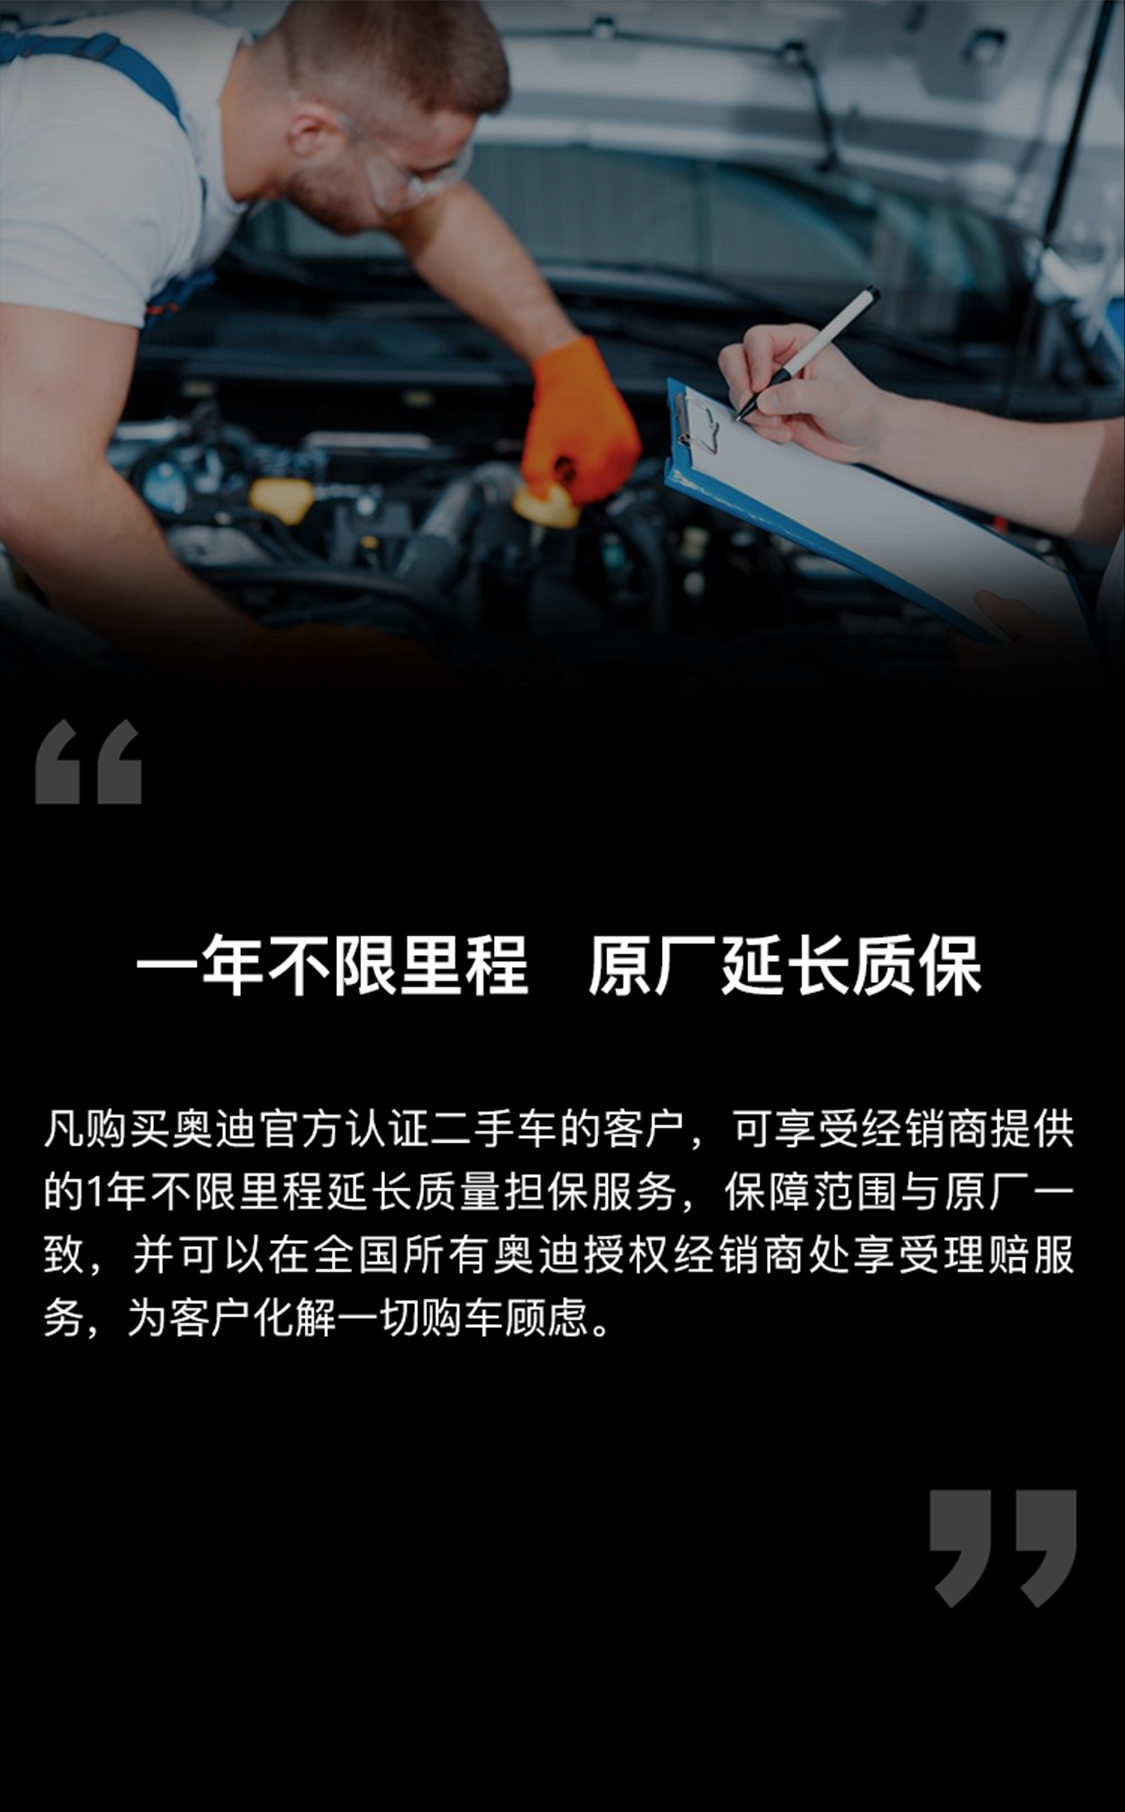 “
一年不限里程 原厂延长质保
凡购买奥迪官方认证二手车的客户，可享受经销商提供
的1年不限里程延长质量担保服务，保障范围与原厂一
致，并可以在全国所有奥迪授权经销商处享受理赔服
务，为客户化解一切购车顾虑。
”